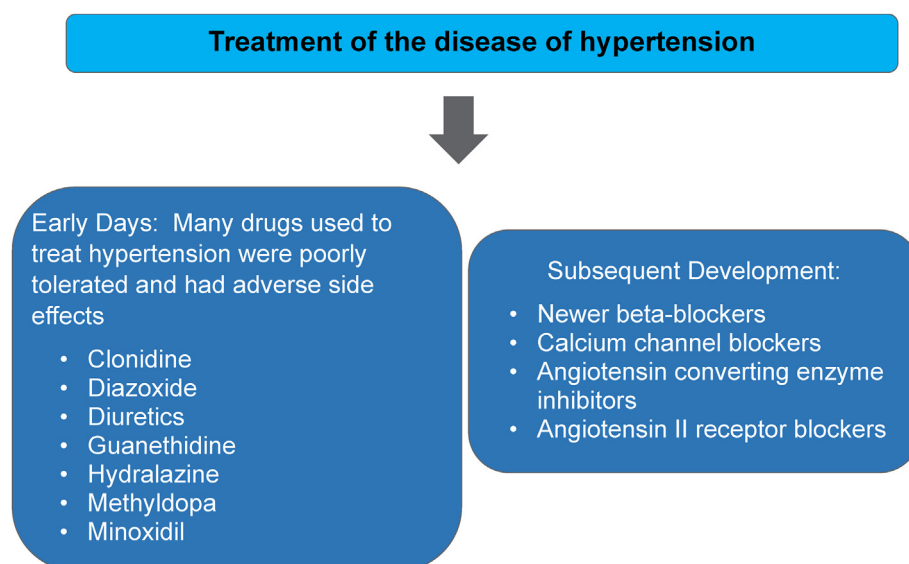 Treatment of the disease of hypertension
Early Days:  Many drugs used to
treat hypertension were poorly
tolerated and had adverse side
effects
• Clonidine
• Diazoxide
• Diuretics
• Guanethidine
• Hydralazine
• Methyldopa
• Minoxidil
Subsequent Development:
• Newer beta-blockers
• Calcium channel blockers
• Angiotensin converting enzyme
inhibitors
• Angiotensin II receptor blockers